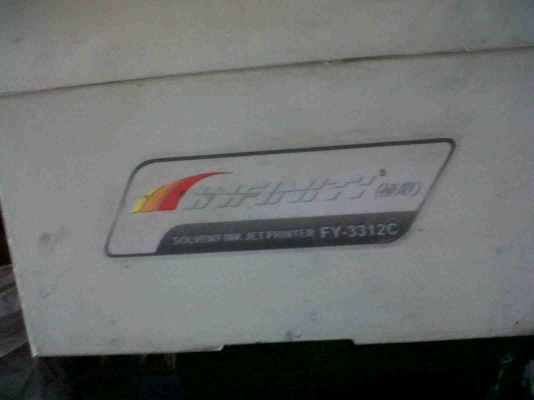 INFINITI®
SOLVENT INK JET PRINTER FY-3312C